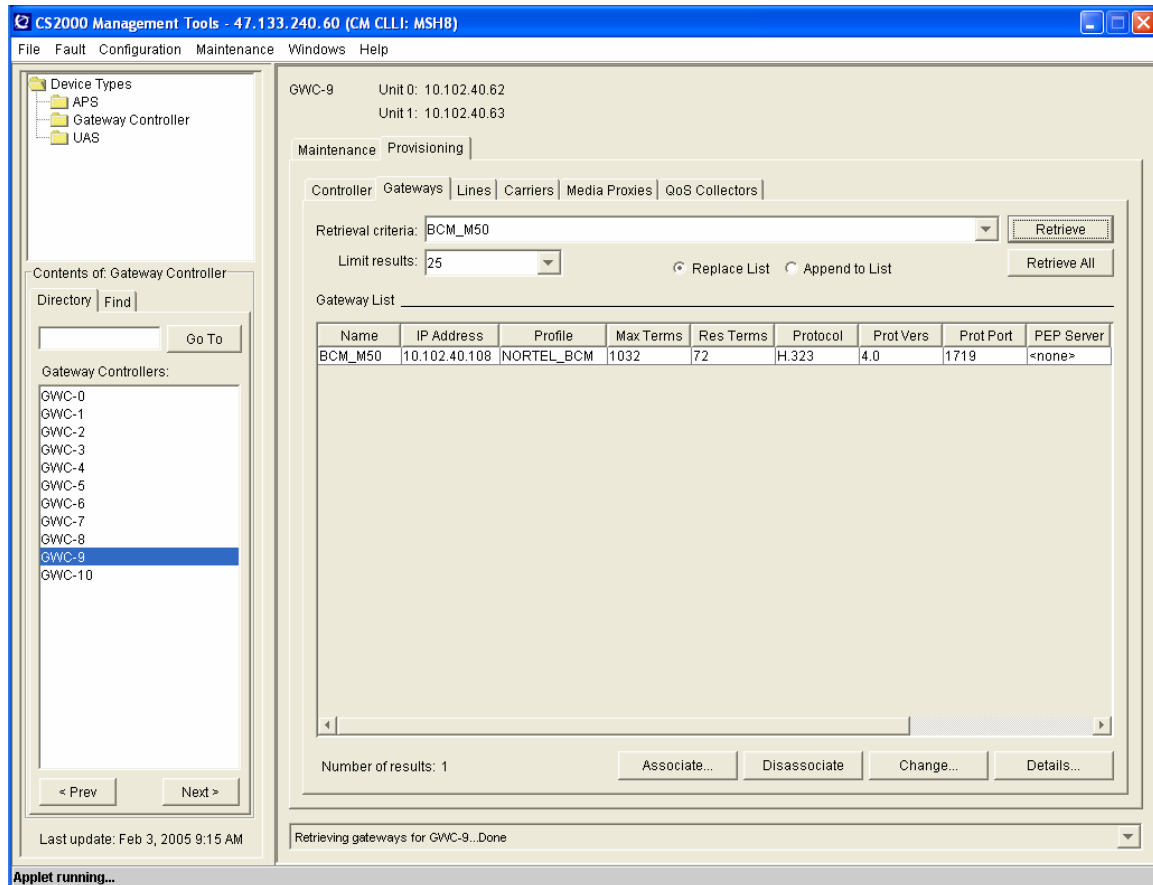 CS2000 Management Tools - 47.133.240.60 (CM CLLI: MSH8)
File Fault Configuration Maintenance Windows Help
Device Types
APS
Gateway Controller
UAS
Contents of: Gateway Controller
Directory Find
Go To
Gateway Controllers:
GWC-0
GWC-1
GWC-2
GWC-3
GWC-4
GWC-5
GWC-6
GWC-7
GWC-8
GWC-9
GWC-10
< Prev Next >
Last update: Feb 3, 2005 9:15 AM
GWC-9 Unit 0: 10.102.40.62
Unit 1: 10.102.40.63
Maintenance Provisioning
Controller Gateways Lines Carriers Media Proxies QoS Collectors
Retrieval criteria: BCM_M50 Retrieve
Limit results: 25 Replace List Append to List Retrieve All
Gateway List
Name IP Address Profile Max Terms Res Terms Protocol Prot Vers Prot Port PEP Server
BCM_M50 10.102.40.108 NORTEL_BCM 1032 72 H.323 4.0 1719 <none>
Number of results: 1 Associate... Disassociate Change... Details...
Retrieving gateways for GWC-9...Done
Applet running...